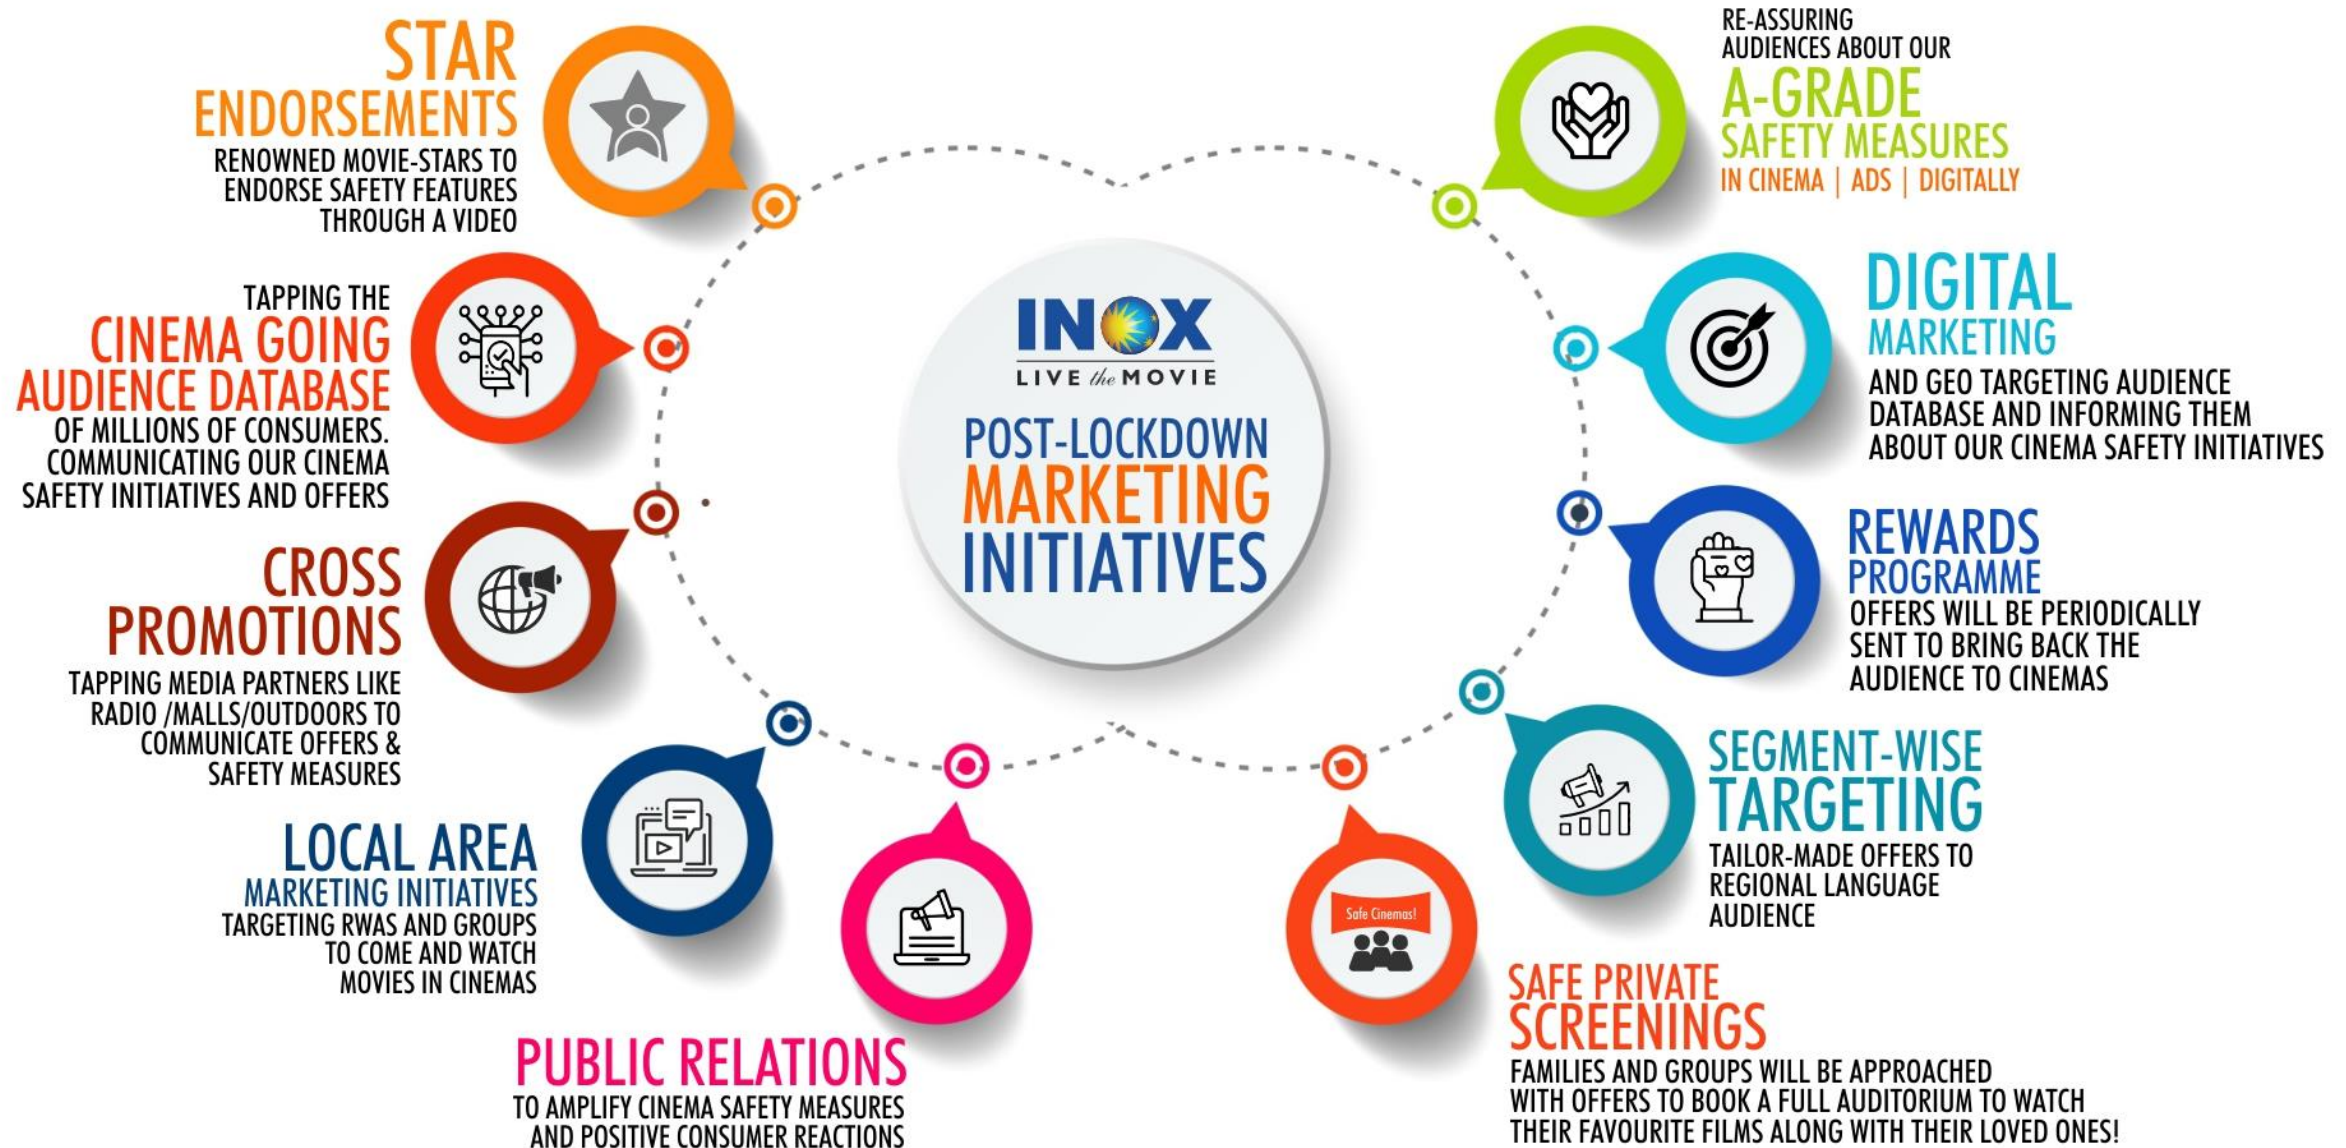 STAR
ENDORSEMENTS
RENOWNED MOVIE-STARS TO
ENDORSE SAFETY FEATURES
THROUGH A VIDEO
TAPPING THE
CINEMA GOING
AUDIENCE DATABASE
OF MILLIONS OF CONSUMERS.
COMMUNICATING OUR CINEMA
SAFETY INITIATIVES AND OFFERS
CROSS
PROMOTIONS
TAPPING MEDIA PARTNERS LIKE
RADIO /MALLS/OUTDOORS TO
COMMUNICATE OFFERS &
SAFETY MEASURES
LOCAL AREA
MARKETING INITIATIVES
TARGETING RWAS AND GROUPS
TO COME AND WATCH
MOVIES IN CINEMAS
PUBLIC RELATIONS
TO AMPLIFY CINEMA SAFETY MEASURES
AND POSITIVE CONSUMER REACTIONS
INOX
LIVE the MOVIE
POST-LOCKDOWN
MARKETING
INITIATIVES
RE-ASSURING
AUDIENCES ABOUT OUR
A-GRADE
SAFETY MEASURES
IN CINEMA | ADS | DIGITALLY
DIGITAL
MARKETING
AND GEO TARGETING AUDIENCE
DATABASE AND INFORMING THEM
ABOUT OUR CINEMA SAFETY INITIATIVES
REWARDS
PROGRAMME
OFFERS WILL BE PERIODICALLY
SENT TO BRING BACK THE
AUDIENCE TO CINEMAS
SEGMENT-WISE
TARGETING
TAILOR-MADE OFFERS TO
REGIONAL LANGUAGE
AUDIENCE
Safe Cinemas!
SAFE PRIVATE
SCREENINGS
FAMILIES AND GROUPS WILL BE APPROACHED
WITH OFFERS TO BOOK A FULL AUDITORIUM TO WATCH
THEIR FAVOURITE FILMS ALONG WITH THEIR LOVED ONES!